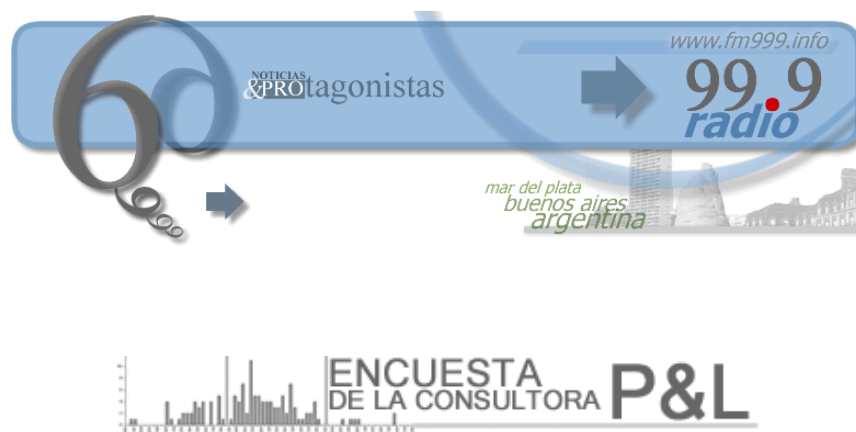 www.fm999.info
NOTICIAS
&PROtagonistas
99.9
radio
mar del plata
buenos aires
argentina
ENCUESTA
DE LA CONSULTORA P&L